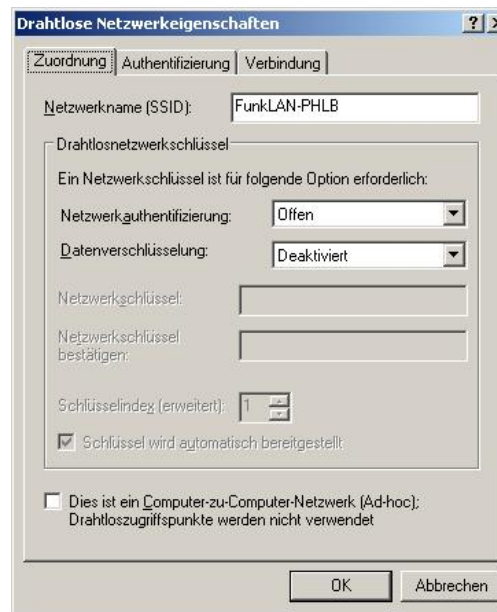 Drahtlose Netzwerkeigenschaften
Zuordnung Authentifizierung Verbindung
Netzwerkname (SSID): FunkLAN-PHLB
Drahtlosnetzwerkschlüssel
Ein Netzwerkschlüssel ist für folgende Option erforderlich:
Netzwerkauthentifizierung: Offen
Datenverschlüsselung: Deaktiviert
Netzwerkschlüssel:
Netzwerkschlüssel
bestätigen:
Schlüsselindex (erweitert): 1
Schlüssel wird automatisch bereitgestellt
Dies ist ein Computer-zu-Computer-Netzwerk (Ad-hoc);
Drahtloszugriffspunkte werden nicht verwendet
OK Abbrechen